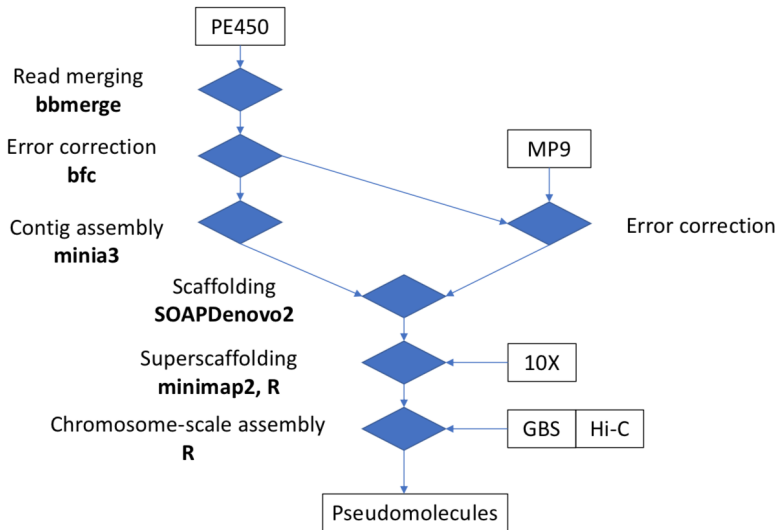 PE450
Read merging
bbmerge
Error correction
bfc
MP9
Contig assembly
minia3
Error correction
Scaffolding
SOAPDenovo2
Superscaffolding
minimap2, R
10X
Chromosome-scale assembly
R
GBS Hi-C
Pseudomolecules